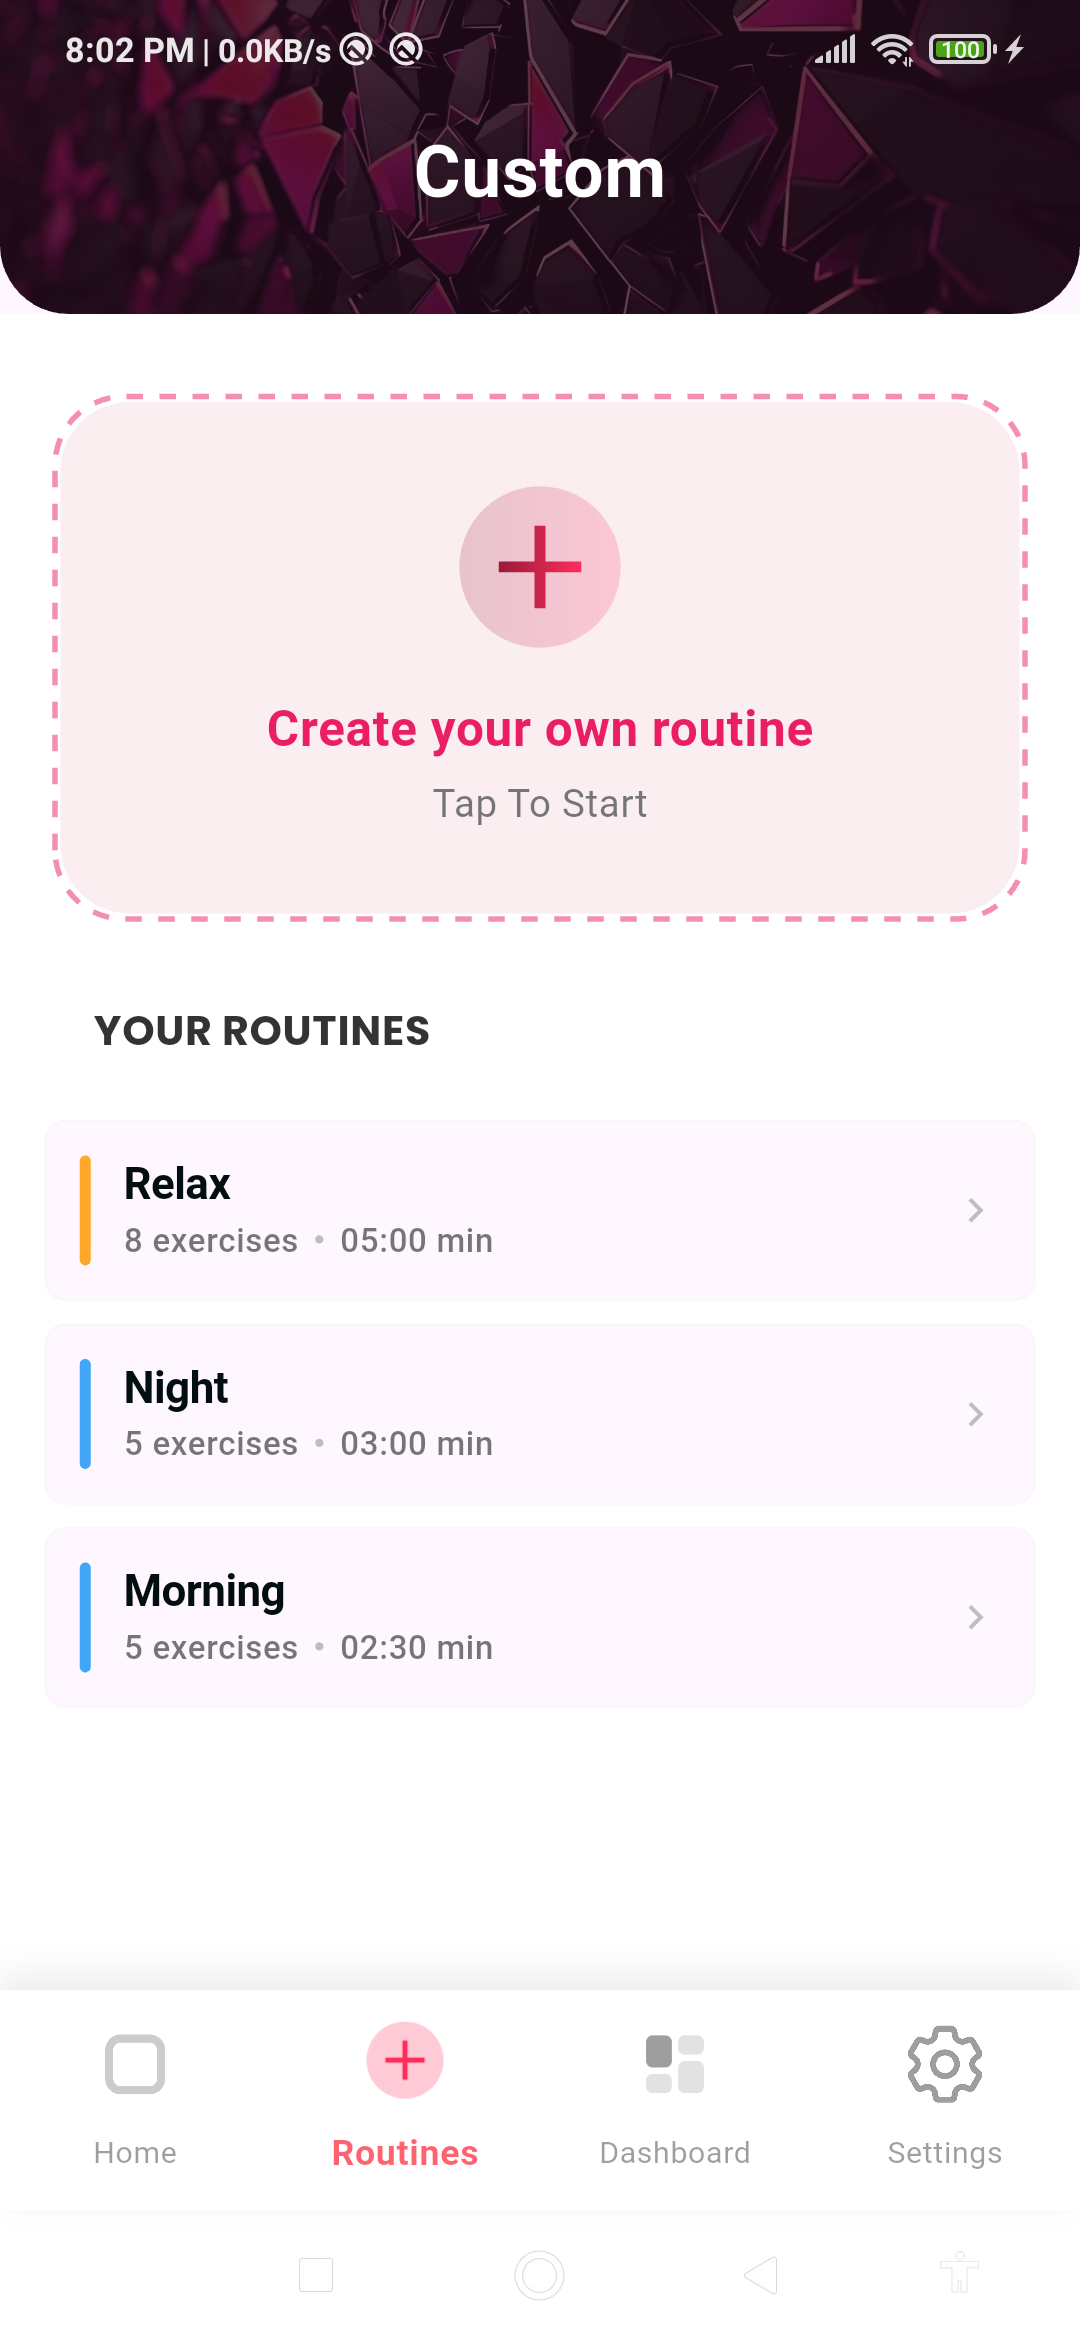 8:02 PM | 0.0KB/s
100
Custom
Create your own routine
Tap To Start
YOUR ROUTINES
Relax
8 exercises • 05:00 min
Night
5 exercises • 03:00 min
Morning
5 exercises • 02:30 min
Home
Routines
Dashboard
Settings